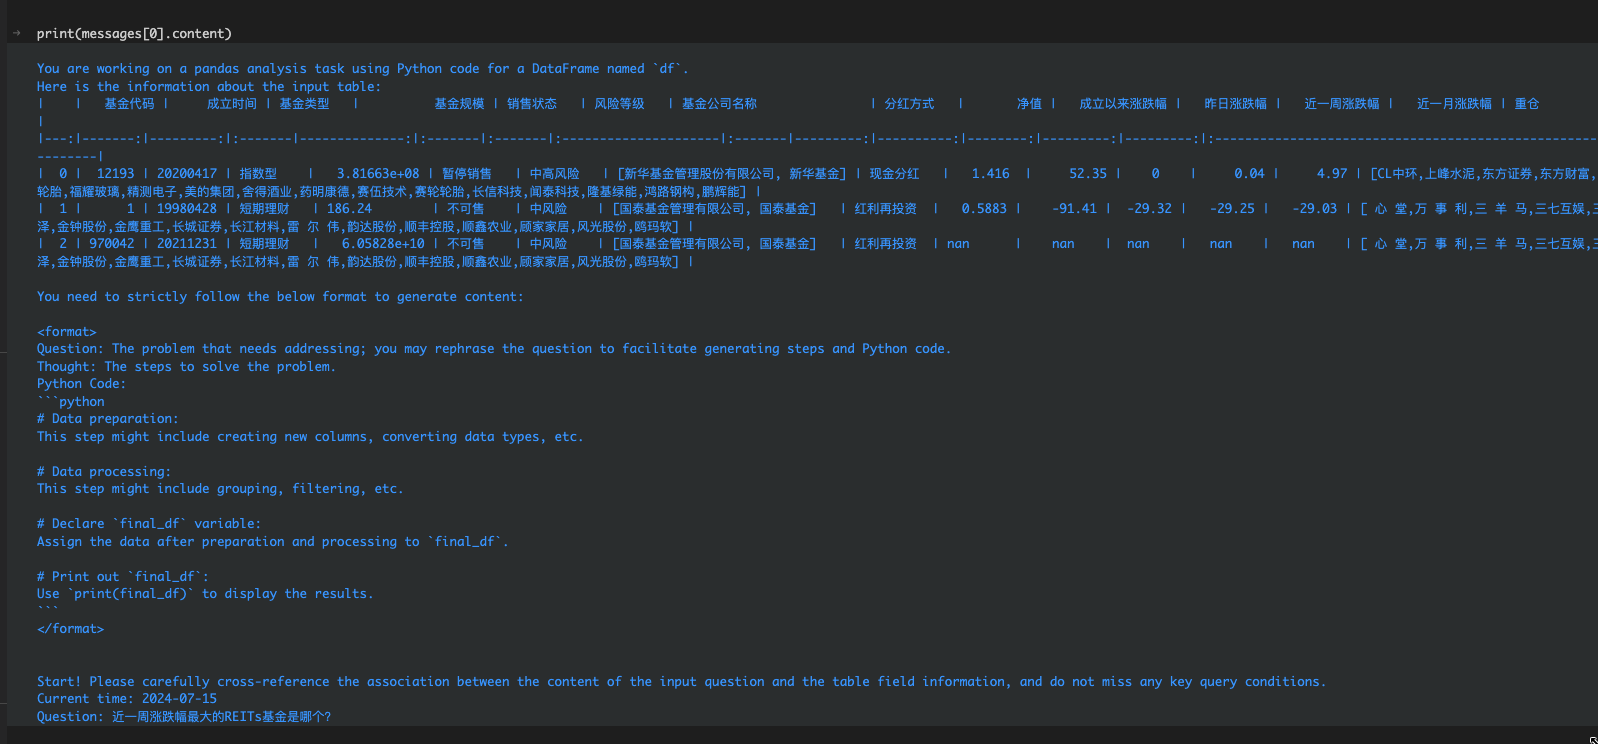 → print(messages[0].content)
You are working on a pandas analysis task using Python code for a DataFrame named `df`.
Here is the information about the input table:
|    |   基金代码 |     成立时间 | 基金类型   |          基金规模 | 销售状态   | 风险等级   | 基金公司名称               | 分红方式   |       净值 |   成立以来涨跌幅 |   昨日涨跌幅 |   近一周涨跌幅 |   近一月涨跌幅 | 重仓
|
|---:|-------:|---------:|:-------|--------------:|:-------|:-------|:---------------------|:-------|---------:|----------:|--------:|---------:|---------:|:---------------------------------------------------
--------|
|  0 |  12193 | 20200417 | 指数型    |   3.81663e+08 | 暂停销售   | 中高风险   | [新华基金管理股份有限公司, 新华基金] | 现金分红   |   1.416  |     52.35 |    0    |     0.04 |     4.97 | [CL中环,上峰水泥,东方证券,东方财富,
轮胎,福耀玻璃,精测电子,美的集团,舍得酒业,药明康德,赛伍技术,赛轮轮胎,长信科技,闻泰科技,隆基绿能,鸿路钢构,鹏辉能] |
|  1 |      1 | 19980428 | 短期理财   | 186.24        | 不可售    | 中风险    | [国泰基金管理有限公司, 国泰基金]   | 红利再投资  |   0.5883 |    -91.41 |  -29.32 |   -29.25 |   -29.03 | [ 心 堂,万 事 利,三 羊 马,三七互娱,三
泽,金钟股份,金鹰重工,长城证券,长江材料,雷 尔 伟,韵达股份,顺丰控股,顺鑫农业,顾家家居,风光股份,鸥玛软] |
|  2 | 970042 | 20211231 | 短期理财   |   6.05828e+10 | 不可售    | 中风险    | [国泰基金管理有限公司, 国泰基金]   | 红利再投资  | nan      |    nan    |  nan    |   nan    |   nan    | [ 心 堂,万 事 利,三 羊 马,三七互娱,三
泽,金钟股份,金鹰重工,长城证券,长江材料,雷 尔 伟,韵达股份,顺丰控股,顺鑫农业,顾家家居,风光股份,鸥玛软] |
You need to strictly follow the below format to generate content:
<format>
Question: The problem that needs addressing; you may rephrase the question to facilitate generating steps and Python code.
Thought: The steps to solve the problem.
Python Code:
```python
# Data preparation:
This step might include creating new columns, converting data types, etc.
# Data processing:
This step might include grouping, filtering, etc.
# Declare `final_df` variable:
Assign the data after preparation and processing to `final_df`.
# Print out `final_df`:
Use `print(final_df)` to display the results.
```
</format>
Start! Please carefully cross-reference the association between the content of the input question and the table field information, and do not miss any key query conditions.
Current time: 2024-07-15
Question: 近一周涨跌幅最大的REITs基金是哪个?